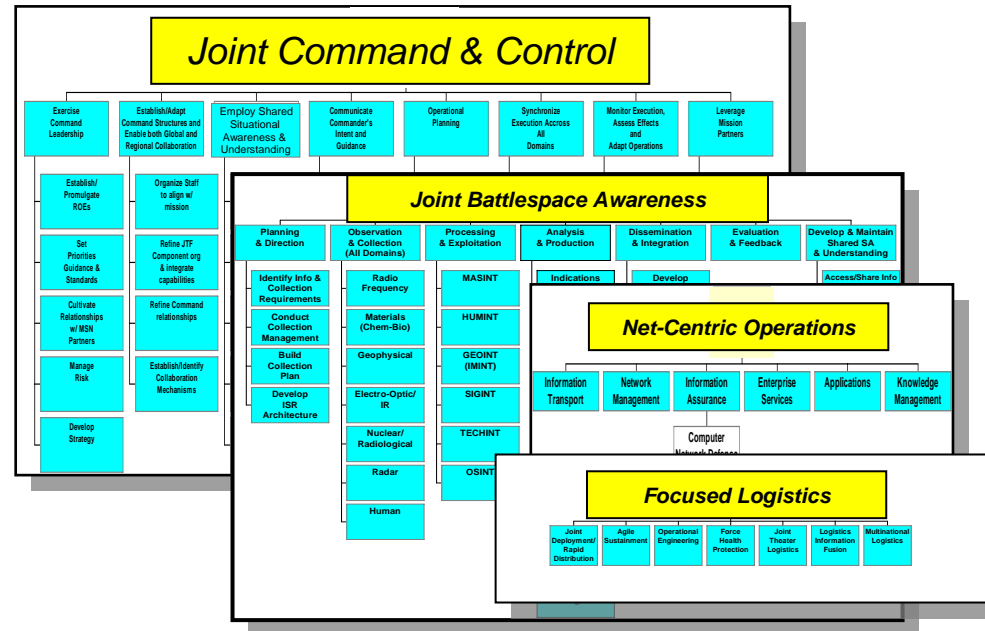 Joint Command & Control
Exercise
Command
Leadership
Establish/Adapt
Command Structures and
Enable both Global and
Regional Collaboration
Employ Shared
Situational
Awareness &
Understanding
Communicate
Commander's
Intent and
Guidance
Operational
Planning
Synchronize
Execution Accross
All
Domains
Monitor Execution,
Assess Effects
and
Adapt Operations
Leverage
Mission
Partners
Establish/
Promulgate
ROEs
Set
Priorities
Guidance &
Standards
Cultivate
Relationships
w/ MSN
Partners
Manage
Risk
Develop
Strategy
Organize Staff
to align w/
mission
Refine JTF
Component org
& integrate
capabilities
Refine Command
relationships
Establish/Identify
Collaboration
Mechanisms
Joint Battlespace Awareness
Planning
& Direction
Observation
& Collection
(All Domains)
Processing
& Exploitation
Analysis
& Production
Dissemination
& Integration
Evaluation
& Feedback
Develop & Maintain
Shared SA
& Understanding
Identify Info &
Collection
Requirements
Conduct
Collection
Management
Build
Collection
Plan
Develop
ISR
Architecture
Radio
Frequency
Materials
(Chem-Bio)
Geophysical
Electro-Optic/
IR
Nuclear/
Radiological
Radar
Human
MASINT
HUMINT
GEOINT
(IMINT)
SIGINT
TECHINT
OSINT
Indications
Develop
Access/Share Info
Net-Centric Operations
Information
Transport
Network
Management
Information
Assurance
Enterprise
Services
Applications
Knowledge
Management
Computer
Network Defence
Focused Logistics
Joint
Deployment/
Rapid
Distribution
Agile
Sustainment
Operational
Engineering
Force
Health
Protection
Joint
Theater
Logistics
Logistics
Information
Fusion
Multinational
Logistics